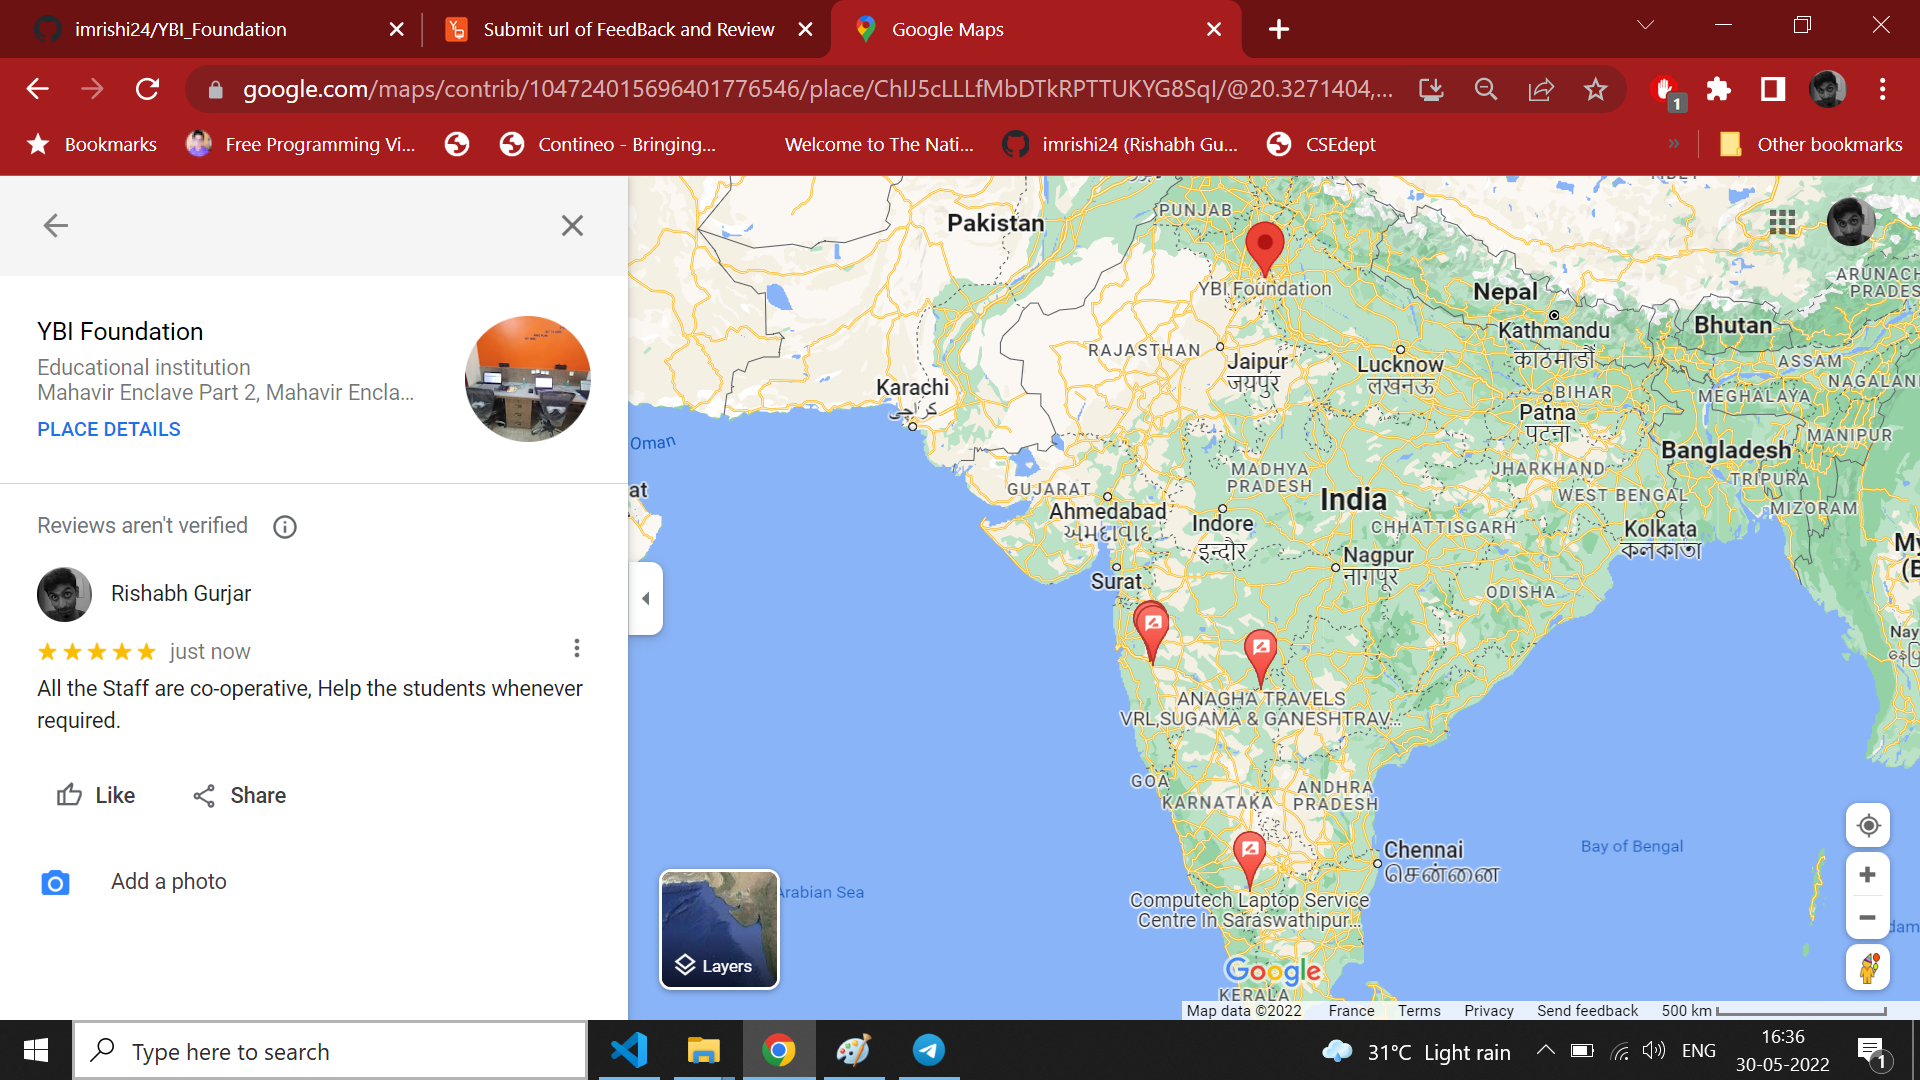 imrishi24/YBI_Foundation
Submit url of FeedBack and Review
Google Maps
google.com/maps/contrib/104724015696401776546/place/ChIJ5cLLLfMbDTkRPTTUKYG8SqI/@20.3271404,...
1
Bookmarks
Free Programming Vi...
Contineo - Bringing...
Welcome to The Nati...
imrishi24 (Rishabh Gu...
CSEdept
»
Other bookmarks
YBI Foundation
Educational institution
Mahavir Enclave Part 2, Mahavir Encla...
PLACE DETAILS
Reviews aren't verified
Rishabh Gurjar
just now
All the Staff are co-operative, Help the students whenever
required.
Like
Share
Add a photo
Pakistan
PUNJAB
YBI Foundation
Nepal
Kathmandu
काठमाडौं
Bhutan
ARUNACH
PRADES
ASSAM
NAGALAN
MEGHALAYA
MANIPUR
RAJASTHAN
Jaipur
जयपुर
Lucknow
लखनऊ
BIHAR
Patna
पटना
Karachi
كراچى
Oman
at
Bangladesh
TRIPURA
MIZORAM
JHARKHAND
WEST BENGAL
Kolkata
কলকাতা
MADHYA
PRADESH
India
CHHATTISGARH
GUJARAT
Ahmedabad
અમદાવાદ
Indore
इन्दौर
Nagpur
नागपूर
Surat
ODISHA
My
(B
Nay
ANAGHA TRAVELS
VRL,SUGAMA & GANESHTRAV...
GOA
KARNATAKA
ANDHRA
PRADESH
Chennai
சென்னை
Bay of Bengal
Arabian Sea
Computech Laptop Service
Centre In Saraswathipur...
KERALA
dam
Layers
Google
Map data ©2022
France
Terms
Privacy
Send feedback
500 km
Type here to search
31°C Light rain
ENG
16:36
30-05-2022
1